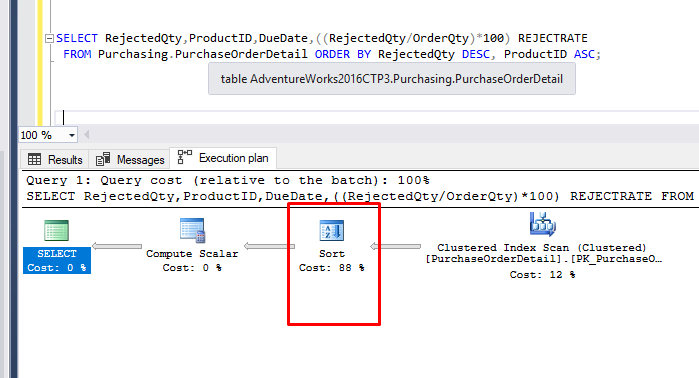 SELECT RejectedQty,ProductID,DueDate,((RejectedQty/OrderQty)*100) REJECTRATE
FROM Purchasing.PurchaseOrderDetail ORDER BY RejectedQty DESC, ProductID ASC;
table AdventureWorks2016CTP3.Purchasing.PurchaseOrderDetail
100 %
Results Messages Execution plan
Query 1: Query cost (relative to the batch): 100%
SELECT RejectedQty,ProductID,DueDate,((RejectedQty/OrderQty)*100) REJECTRATE FROM
SELECT
Cost: 0 %
Compute Scalar
Cost: 0 %
Sort
Cost: 88 %
Clustered Index Scan (Clustered)
[PurchaseOrderDetail].[PK_PurchaseO…
Cost: 12 %